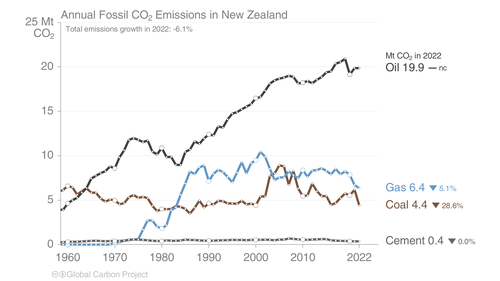 Annual Fossil CO₂ Emissions in New Zealand
25 Mt
CO₂
Total emissions growth in 2022: -6.1%
20
15
10
5
0
1960
1970
1980
1990
2000
2010
2022
Mt CO₂ in 2022
Oil 19.9 — nc
Gas 6.4 ▼ 5.1%
Coal 4.4 ▼ 28.6%
Cement 0.4 ▼ 0.0%
Global Carbon Project